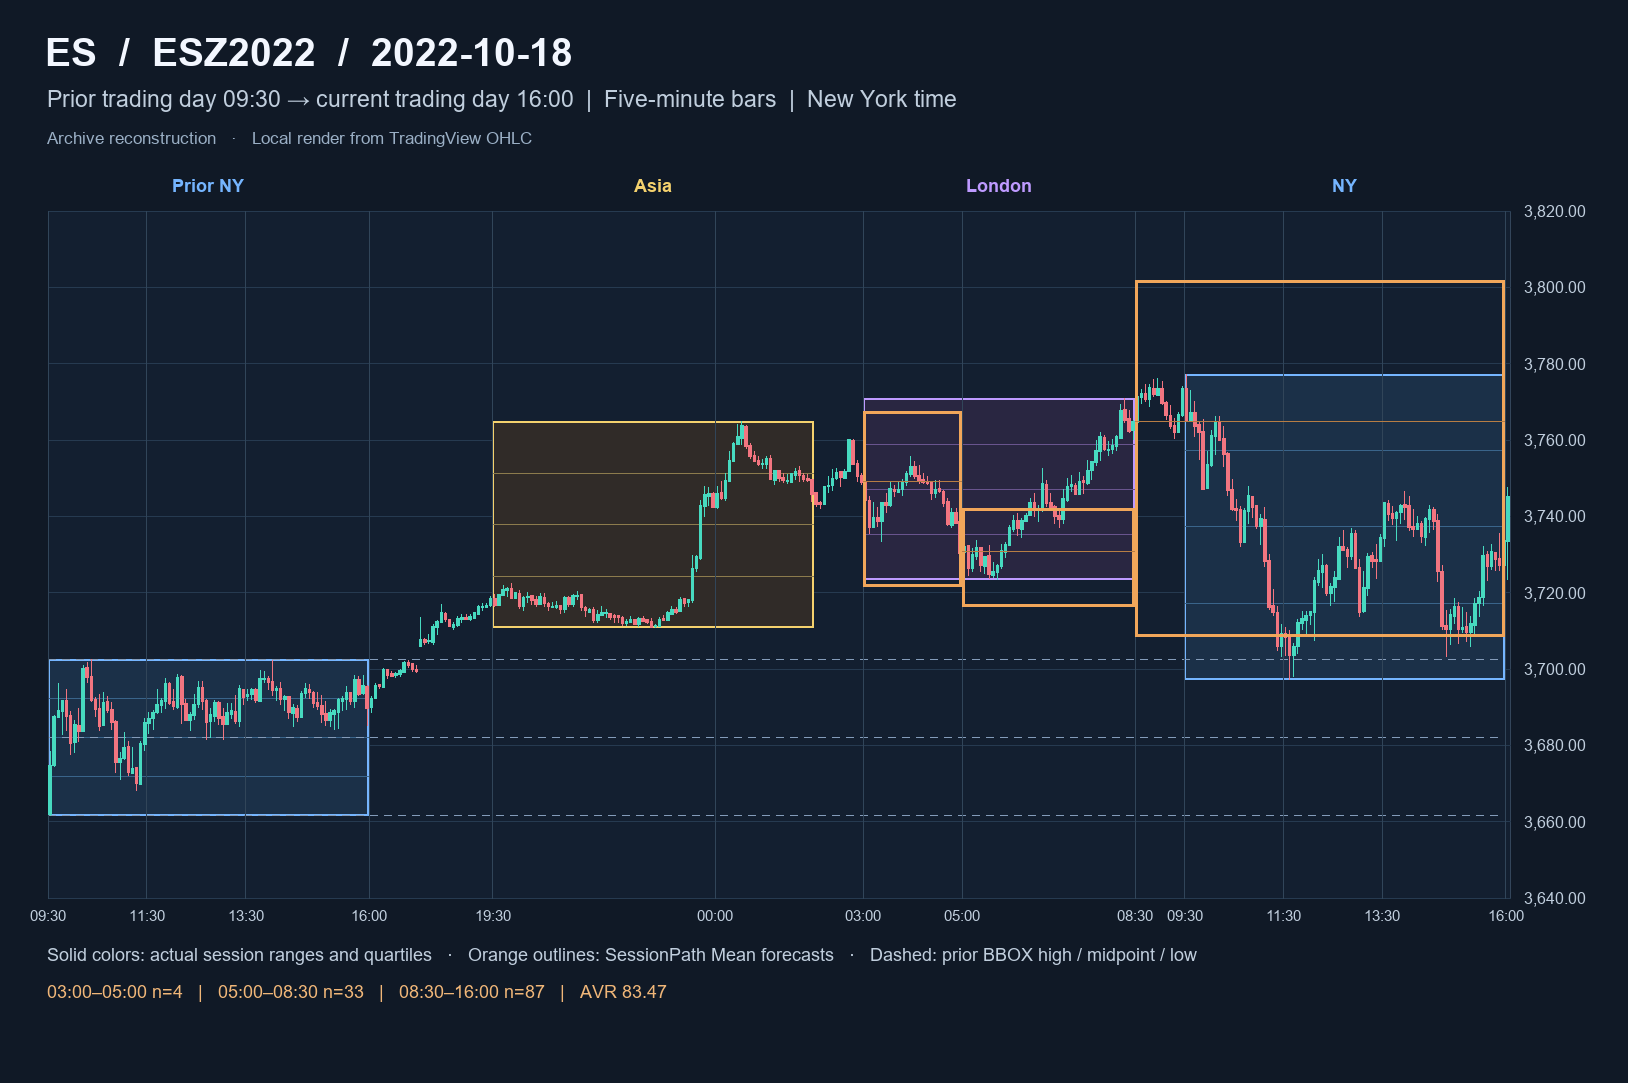 ES / ESZ2022 / 2022-10-18
Prior trading day 09:30 → current trading day 16:00 | Five-minute bars | New York time
Archive reconstruction · Local render from TradingView OHLC
Prior NY Asia London NY
3,820.00
3,800.00
3,780.00
3,760.00
3,740.00
3,720.00
3,700.00
3,680.00
3,660.00
3,640.00
09:30 11:30 13:30 16:00 19:30 00:00 03:00 05:00 08:30 09:30 11:30 13:30 16:00
Solid colors: actual session ranges and quartiles · Orange outlines: SessionPath Mean forecasts · Dashed: prior BBOX high / midpoint / low
03:00–05:00 n=4 | 05:00–08:30 n=33 | 08:30–16:00 n=87 | AVR 83.47